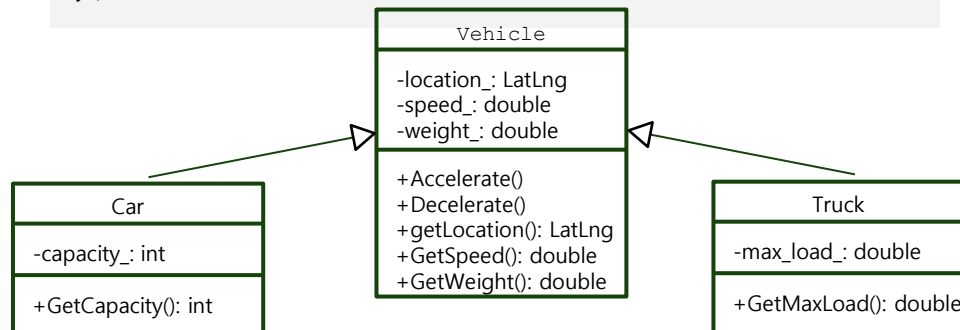 Vehicle
-location_: LatLng
-speed_: double
-weight_: double
+Accelerate()
+Decelerate()
+getLocation(): LatLng
+GetSpeed(): double
+GetWeight(): double
Car
-capacity_: int
+GetCapacity(): int
Truck
-max_load_: double
+GetMaxLoad(): double